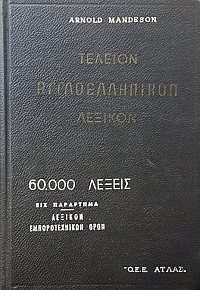 ARNOLD MANDESON
ΤΕΛΕΙΟΝ
ΑΓΓΛΟΕΛΛΗΝΙΚΟΝ
ΛΕΞΙΚΟΝ
60.000 ΛΕΞΕΙΣ
ΕΙΣ ΠΑΡΑΡΤΗΜΑ
ΛΕΞΙΚΟΝ
ΕΜΠΟΡΟΤΕΧΝΙΚΩΝ ΟΡΩΝ
"Ο.Ε.Ε. ΑΤΛΑΣ"